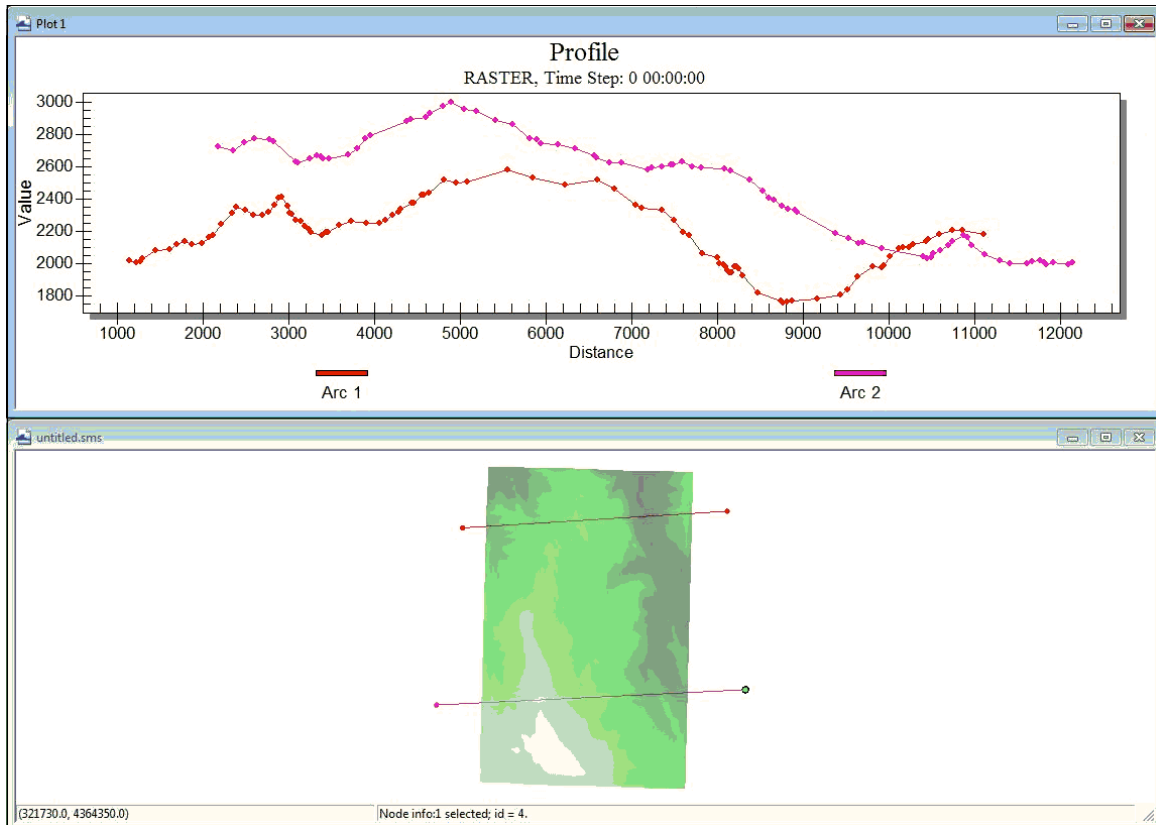 Plot 1
Profile
RASTER, Time Step: 0 00:00:00
3000
2800
2600
2400
2200
2000
1800
Value
1000 2000 3000 4000 5000 6000 7000 8000 9000 10000 11000 12000
Distance
Arc 1 Arc 2
untitled.sms
(321730.0, 4364350.0) Node info:1 selected; id = 4.